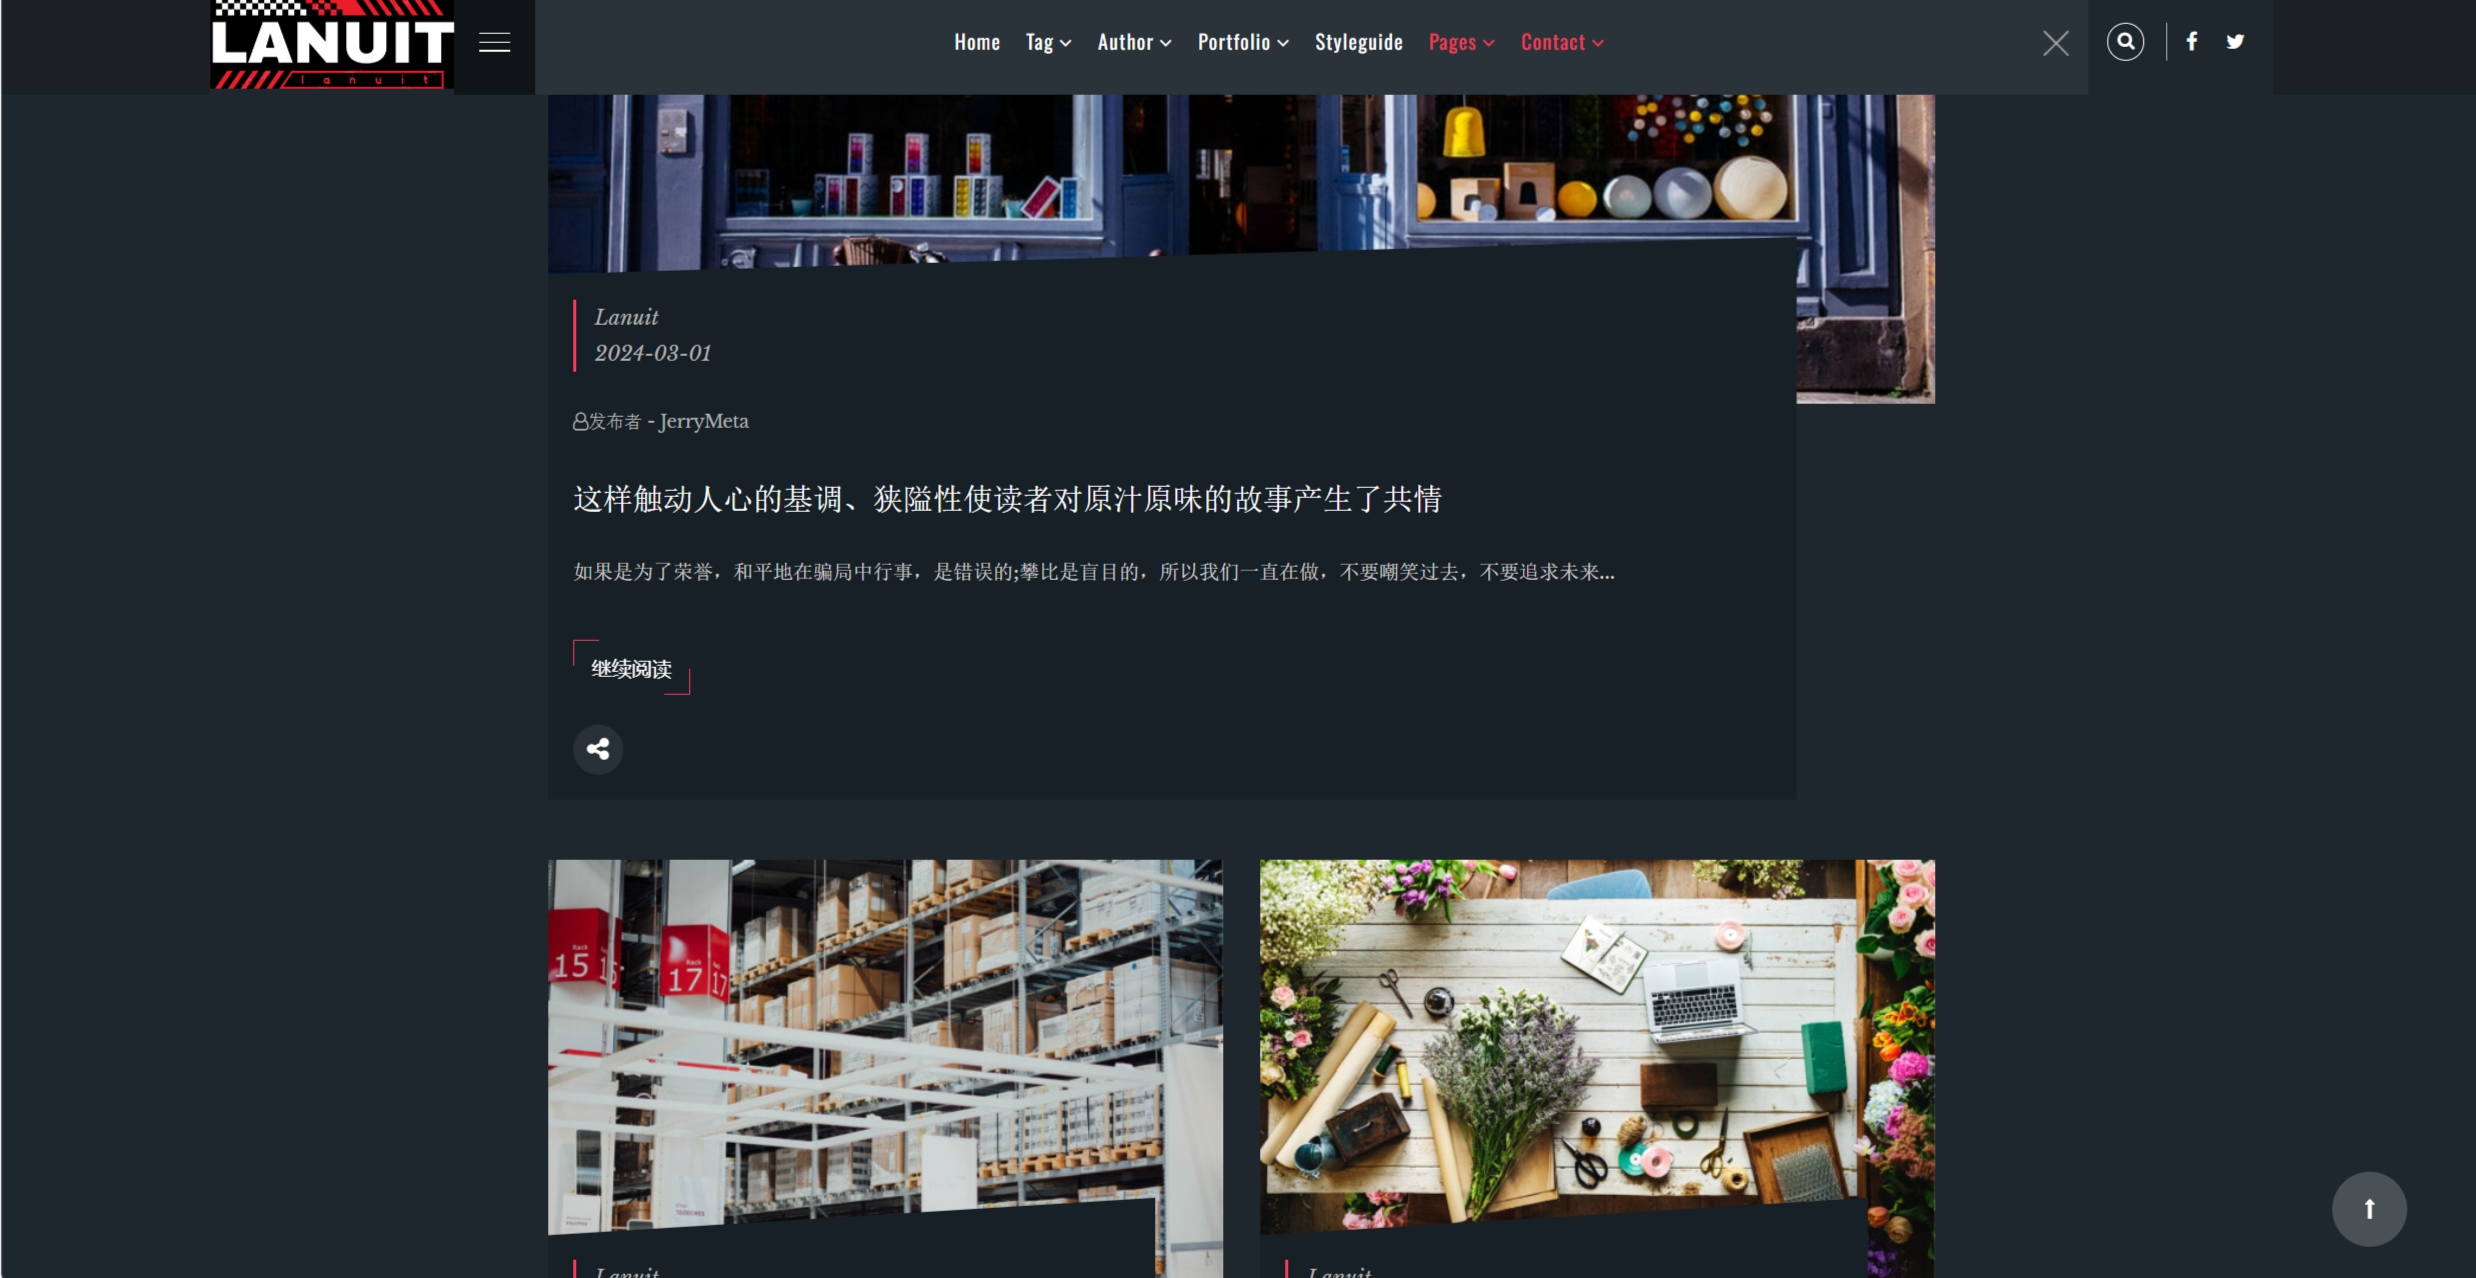 LANUIT
lanuit
Home Tag Author Portfolio Styleguide Pages Contact
Lanuit
2024-03-01
发布者 - JerryMeta
这样触动人心的基调、狭隘性使读者对原汁原味的故事产生了共情
如果是为了荣誉，和平地在骗局中行事，是错误的;攀比是盲目的，所以我们一直在做，不要嘲笑过去，不要追求未来...
继续阅读
Rack
15
Rack
17 17
Lanuit
Lanuit